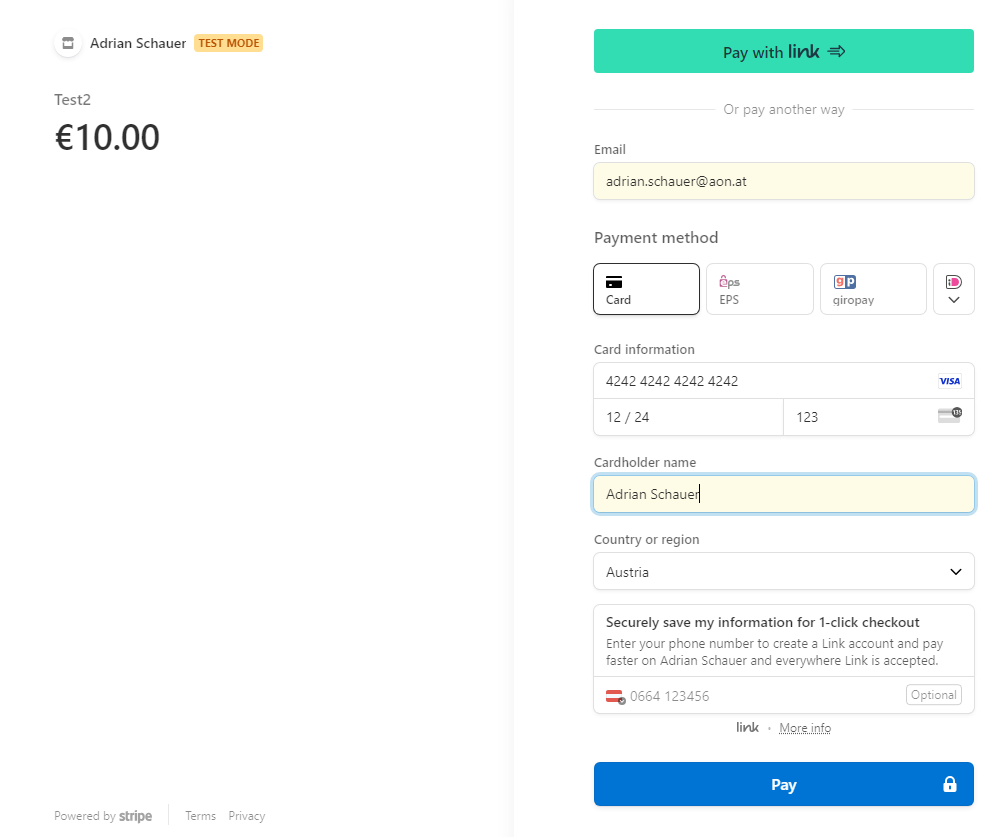 Adrian Schauer TEST MODE
Test2
€10.00
Pay with link
Or pay another way
Email
adrian.schauer@aon.at
Payment method
Card
eps
EPS
gp
giropay
iD
Card information
4242 4242 4242 4242 VISA
12 / 24 123 135
Cardholder name
Adrian Schauer
Country or region
Austria
Securely save my information for 1-click checkout
Enter your phone number to create a Link account and pay
faster on Adrian Schauer and everywhere Link is accepted.
0664 123456 Optional
link · More info
Pay
Powered by stripe Terms Privacy